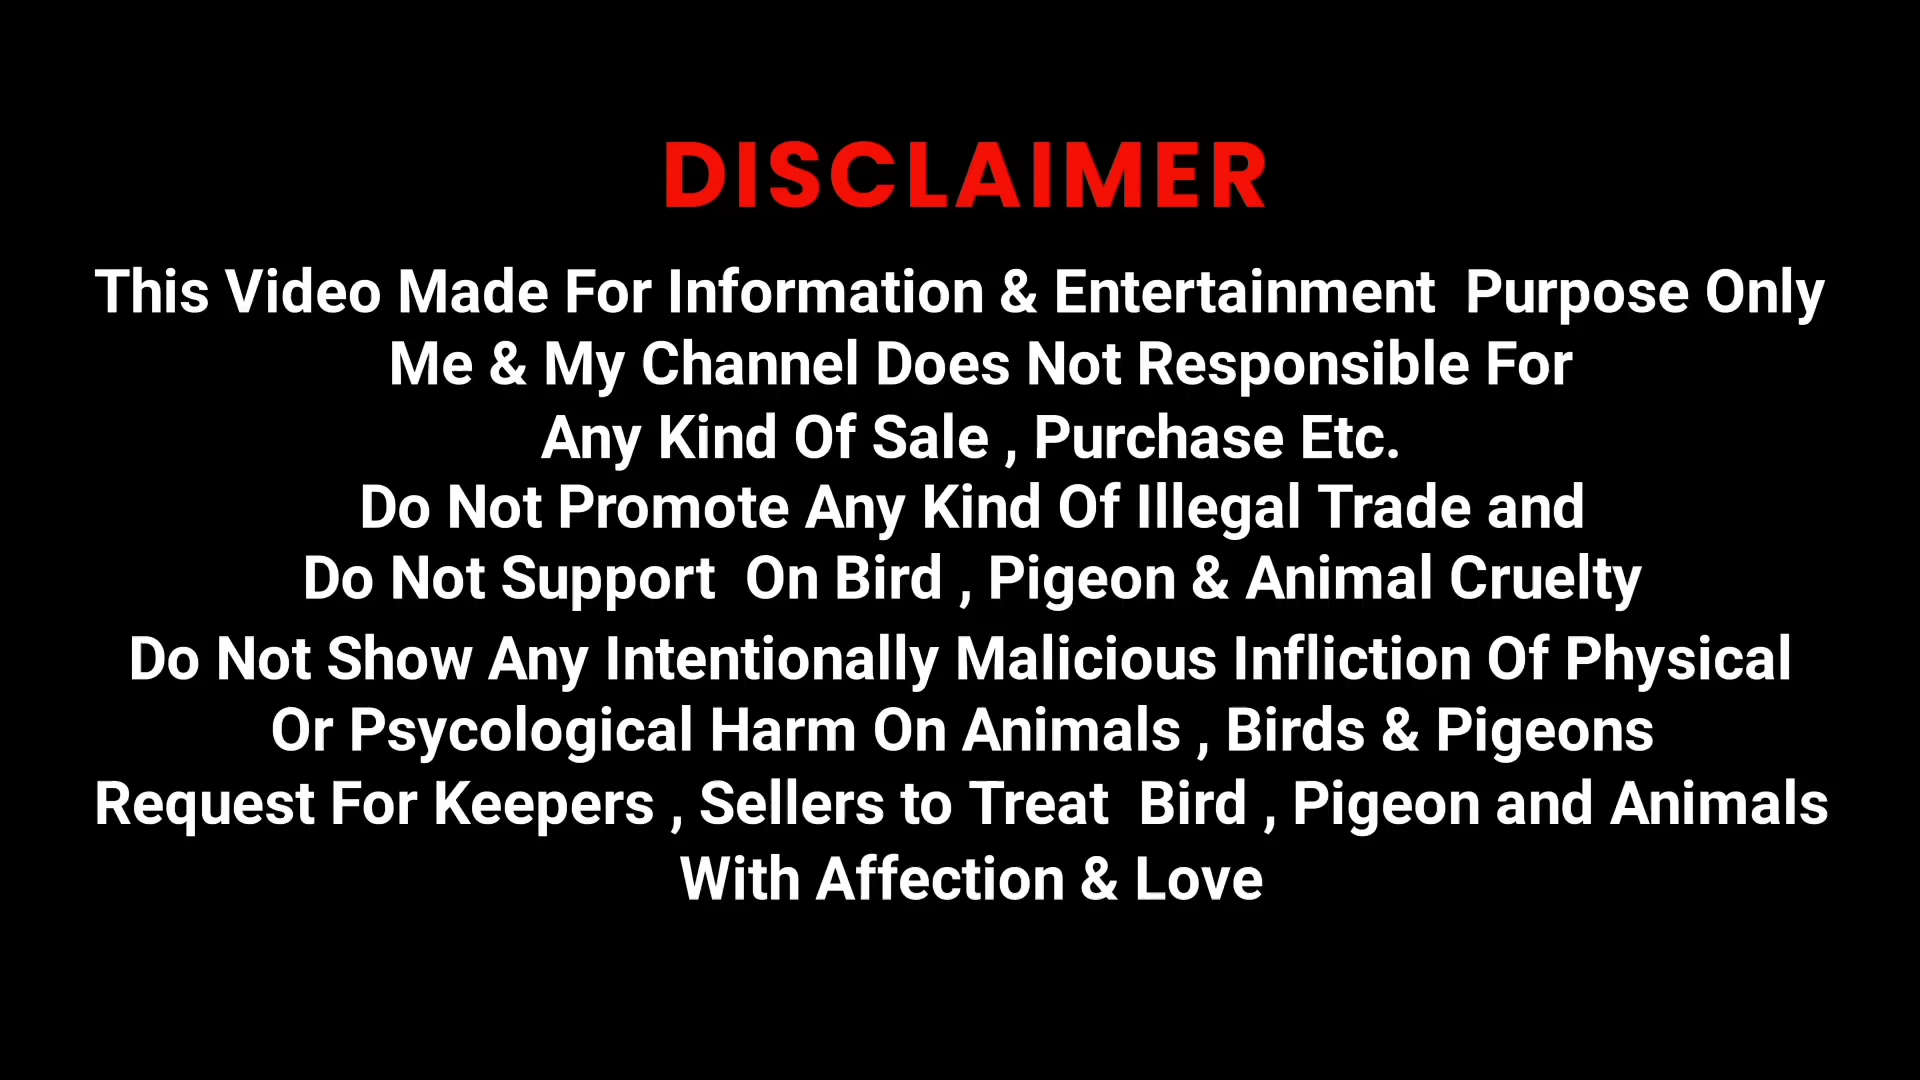 DISCLAIMER
This Video Made For Information & Entertainment  Purpose Only
Me & My Channel Does Not Responsible For
Any Kind Of Sale , Purchase Etc.
Do Not Promote Any Kind Of Illegal Trade and
Do Not Support  On Bird , Pigeon & Animal Cruelty
Do Not Show Any Intentionally Malicious Infliction Of Physical
Or Psycological Harm On Animals , Birds & Pigeons
Request For Keepers , Sellers to Treat  Bird , Pigeon and Animals
With Affection & Love